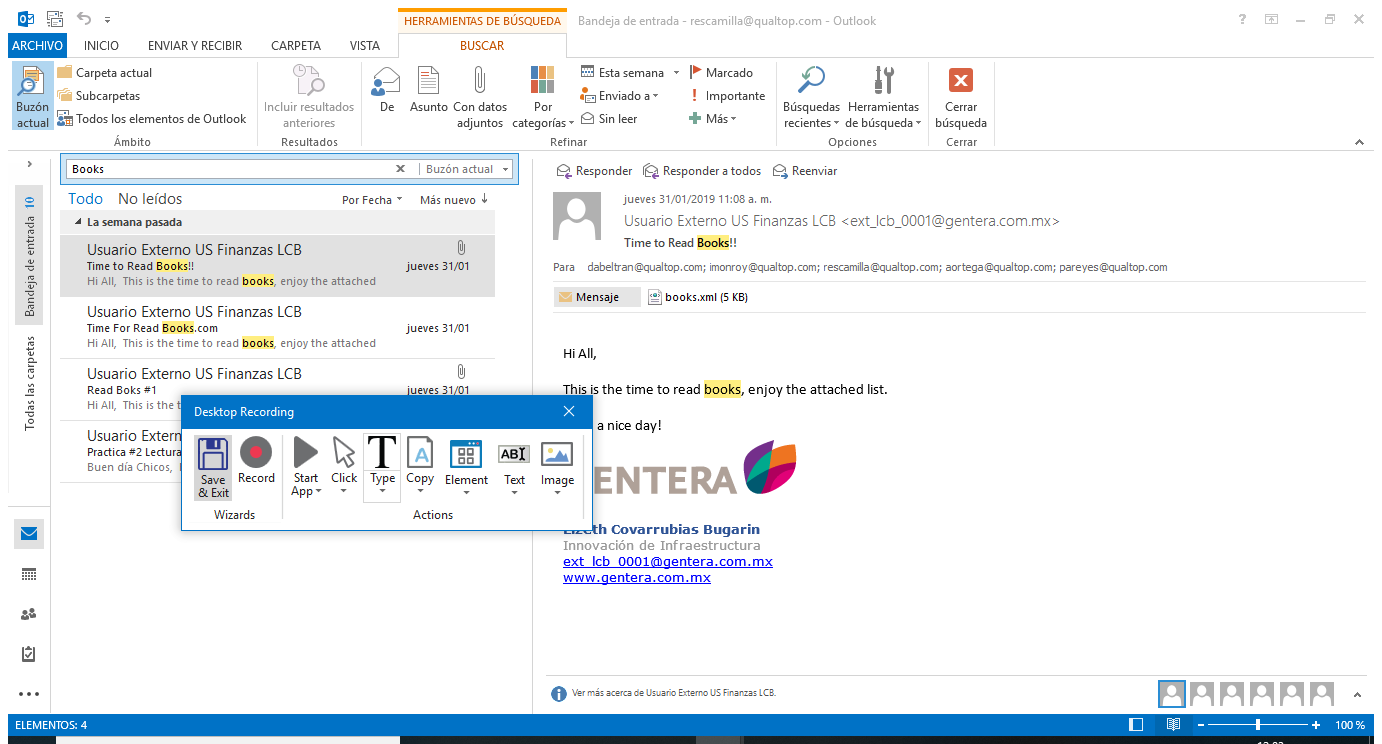 HERRAMIENTAS DE BÚSQUEDA
Bandeja de entrada - rescamilla@qualtop.com - Outlook
ARCHIVO INICIO ENVIAR Y RECIBIR CARPETA VISTA BUSCAR
Buzón actual
Carpeta actual
Subcarpetas
Todos los elementos de Outlook
Ámbito
Incluir resultados anteriores
Resultados
De
Asunto
Con datos adjuntos
Por categorías
Esta semana
Enviado a
Sin leer
Marcado
Importante
Más
Refinar
Búsquedas recientes
Herramientas de búsqueda
Opciones
Cerrar búsqueda
Cerrar
Bandeja de entrada 10
Todas las carpetas
Books
Buzón actual
Todo No leídos
Por Fecha Más nuevo
La semana pasada
Usuario Externo US Finanzas LCB
Time to Read Books!! jueves 31/01
Hi All, This is the time to read books, enjoy the attached
Usuario Externo US Finanzas LCB
Time For Read Books.com jueves 31/01
Hi All, This is the time to read books, enjoy the attached
Usuario Externo US Finanzas LCB
Read Boks #1 jueves 31/01
Hi All, This is the t
Usuario Extern
Practica #2 Lectura
Buen día Chicos,
Desktop Recording
Save & Exit
Record
Wizards
Start App
Click
Type
Copy
Element
Text
Image
Actions
Responder Responder a todos Reenviar
jueves 31/01/2019 11:08 a. m.
Usuario Externo US Finanzas LCB <ext_lcb_0001@gentera.com.mx>
Time to Read Books!!
Para dabeltran@qualtop.com; imonroy@qualtop.com; rescamilla@qualtop.com; aortega@qualtop.com; pareyes@qualtop.com
Mensaje books.xml (5 KB)
Hi All,
This is the time to read books, enjoy the attached list.
a nice day!
ENTERA
Lizeth Covarrubias Bugarin
Innovación de Infraestructura
ext_lcb_0001@gentera.com.mx
www.gentera.com.mx
Ver más acerca de Usuario Externo US Finanzas LCB.
ELEMENTOS: 4
100 %